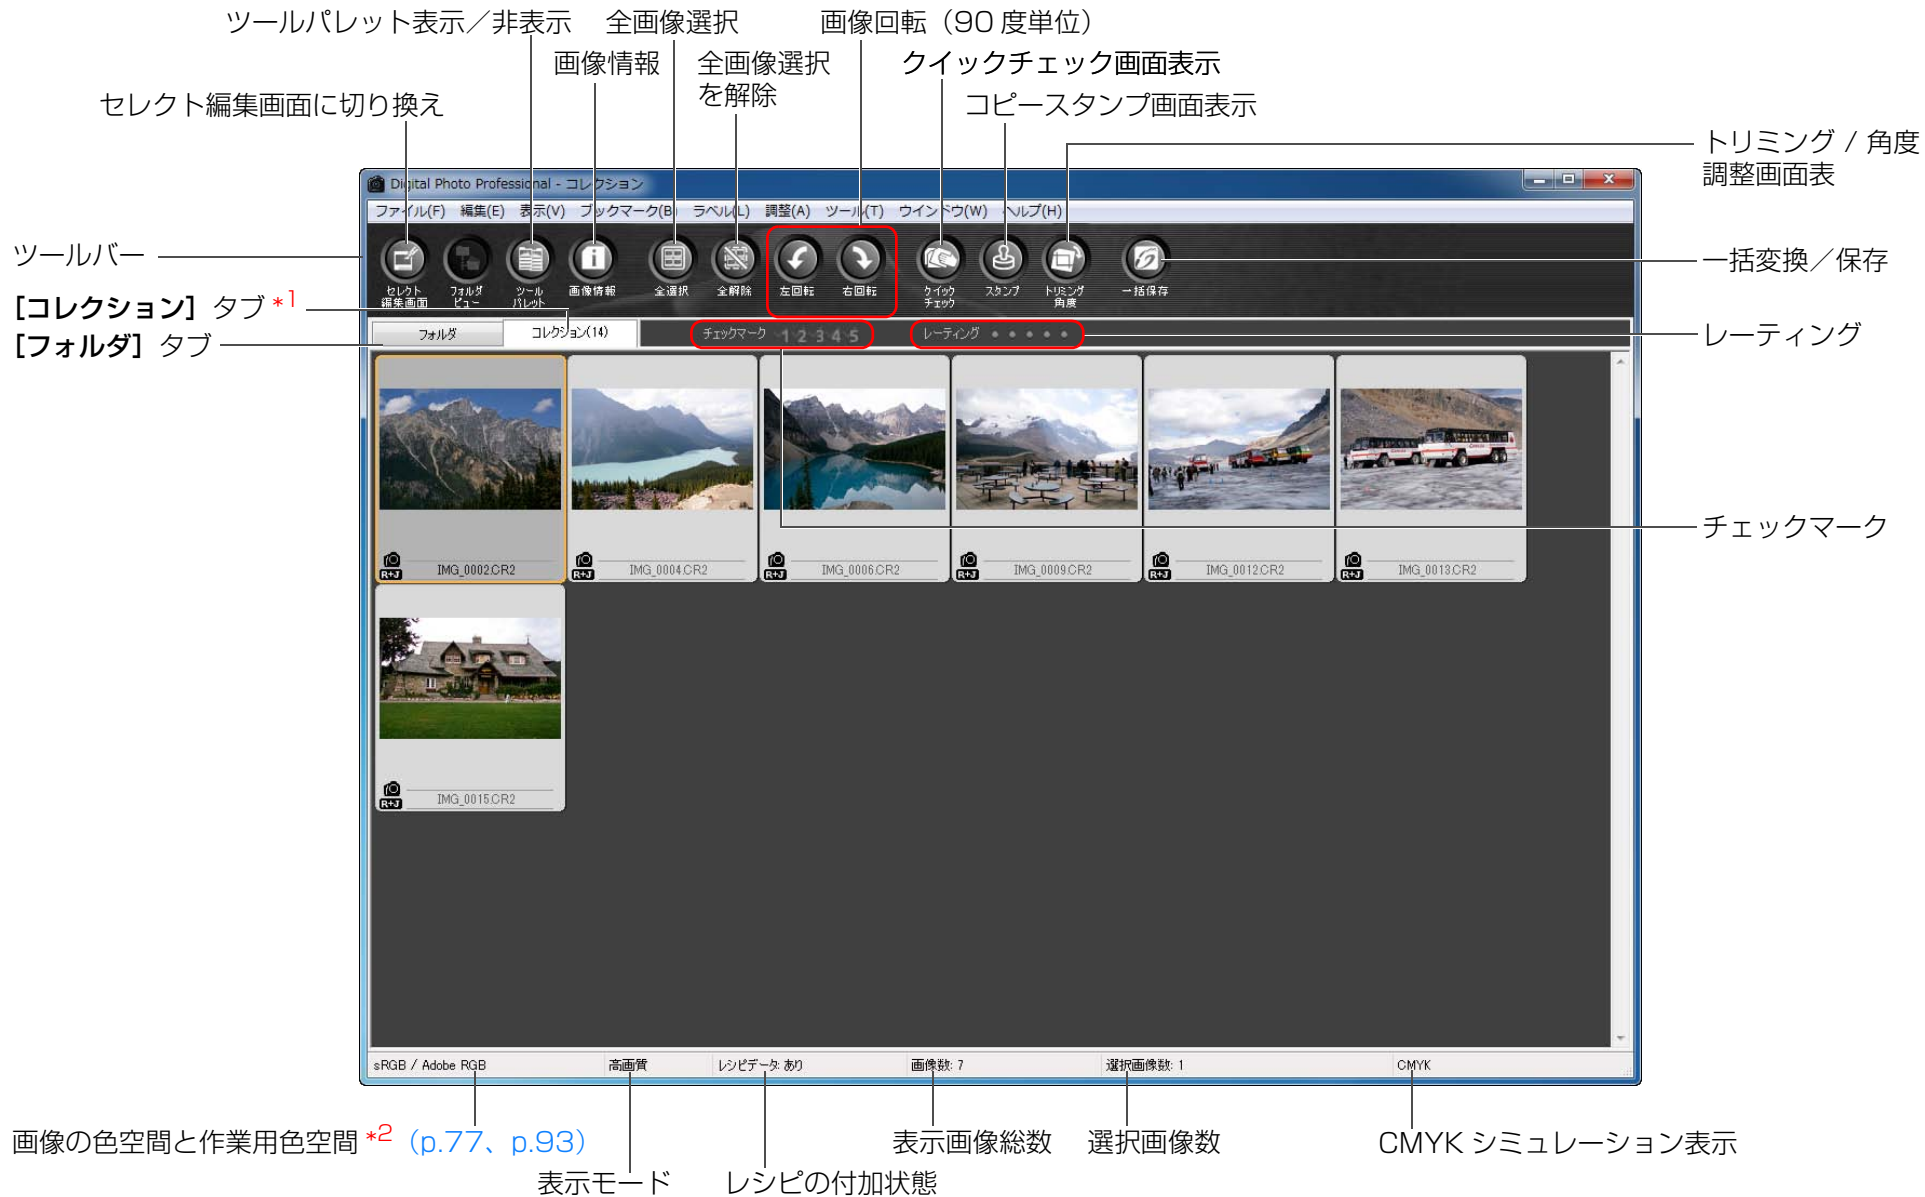 ツールパレット表示／非表示
全画像選択
画像回転（90 度単位）
画像情報
全画像選択
を解除
クイックチェック画面表示
セレクト編集画面に切り換え
コピースタンプ画面表示
トリミング / 角度
調整画面表
Digital Photo Professional - コレクション
ファイル(F) 編集(E) 表示(V) ブックマーク(B) ラベル(L) 調整(A) ツール(T) ウインドウ(W) ヘルプ(H)
ツールバー
セレクト
編集画面
フォルダ
ビュー
ツール
パレット
画像情報
全選択
全解除
左回転
右回転
クイック
チェック
スタンプ
トリミング
角度
一括保存
一括変換／保存
［コレクション］タブ *1
［フォルダ］タブ
フォルダ
コレクション(14)
チェックマーク 1 2 3 4 5
レーティング
レーティング
チェックマーク
R+J IMG_0002.CR2
R+J IMG_0004.CR2
R+J IMG_0006.CR2
R+J IMG_0009.CR2
R+J IMG_0012.CR2
R+J IMG_0013.CR2
R+J IMG_0015.CR2
sRGB / Adobe RGB
高画質
レシピデータ: あり
画像数: 7
選択画像数: 1
CMYK
画像の色空間と作業用色空間 *2（p.77、p.93）
表示画像総数
選択画像数
CMYK シミュレーション表示
表示モード
レシピの付加状態